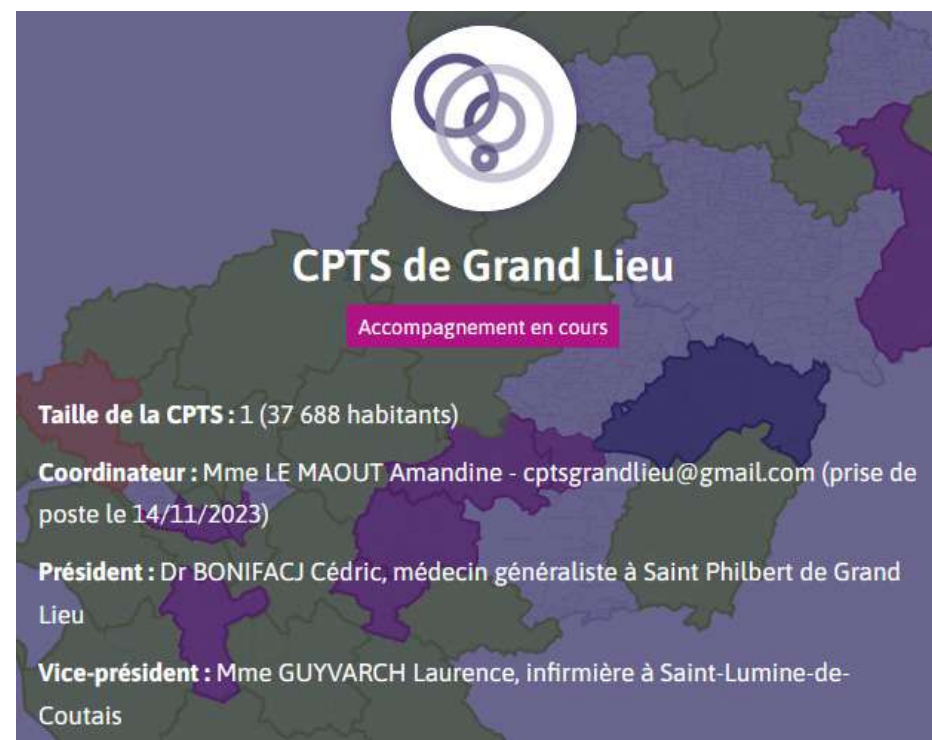 CPTS de Grand Lieu
Accompagnement en cours
Taille de la CPTS : 1 (37 688 habitants)
Coordinateur : Mme LE MAOUT Amandine - cptsgrandlieu@gmail.com (prise de
poste le 14/11/2023)
Président : Dr BONIFACJ Cédric, médecin généraliste à Saint Philbert de Grand
Lieu
Vice-président : Mme GUYVARCH Laurence, infirmière à Saint-Lumine-de-
Coutais